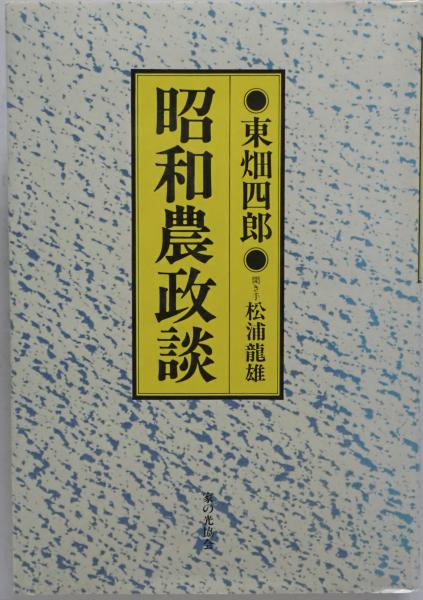 ●東畑四郎●
聞き手 松浦龍雄
昭和農政談
家の光協会